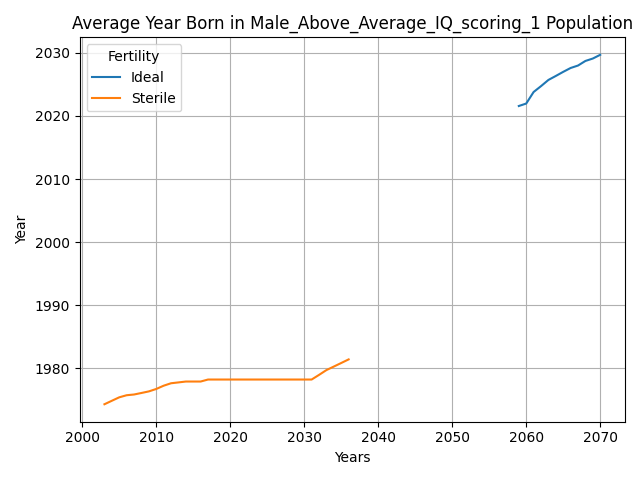 Average Year Born in Male_Above_Average_IQ_scoring_1 Population
Fertility
Ideal
Sterile
Year
2030
2020
2010
2000
1990
1980
2000 2010 2020 2030 2040 2050 2060 2070
Years